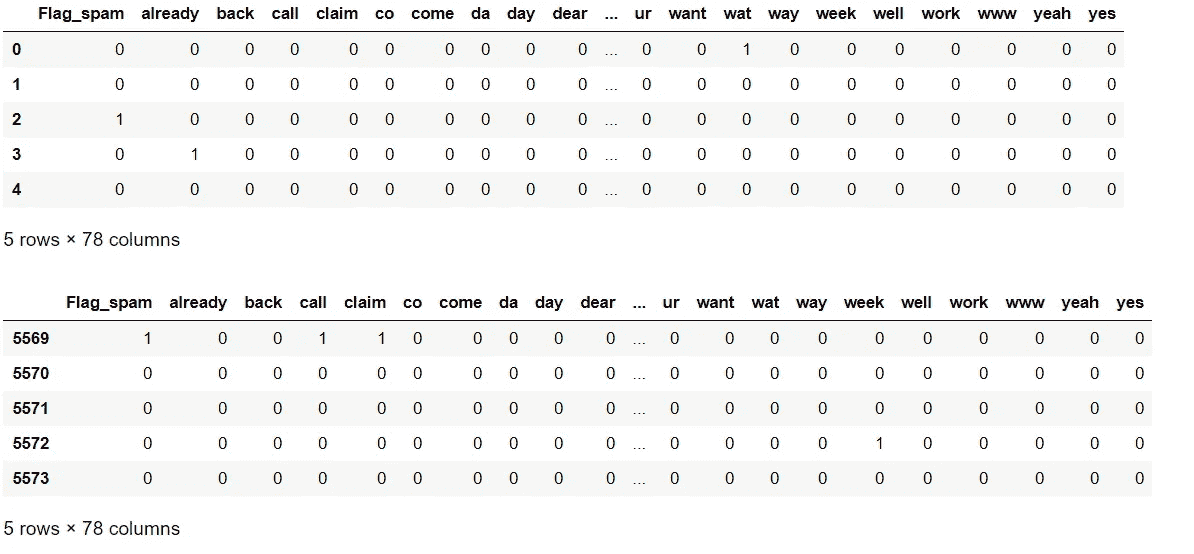 Flag_spam already back call claim co come da day dear ... ur want wat way week well work www yeah yes
0 0 0 0 0 0 0 0 0 0 0 ... 0 0 1 0 0 0 0 0 0 0
1 0 0 0 0 0 0 0 0 0 0 ... 0 0 0 0 0 0 0 0 0 0
2 1 0 0 0 0 0 0 0 0 0 ... 0 0 0 0 0 0 0 0 0 0
3 0 1 0 0 0 0 0 0 0 0 ... 0 0 0 0 0 0 0 0 0 0
4 0 0 0 0 0 0 0 0 0 0 ... 0 0 0 0 0 0 0 0 0 0
5 rows × 78 columns
Flag_spam already back call claim co come da day dear ... ur want wat way week well work www yeah yes
5569 1 0 0 1 1 0 0 0 0 0 ... 0 0 0 0 0 0 0 0 0 0
5570 0 0 0 0 0 0 0 0 0 0 ... 0 0 0 0 0 0 0 0 0 0
5571 0 0 0 0 0 0 0 0 0 0 ... 0 0 0 0 0 0 0 0 0 0
5572 0 0 0 0 0 0 0 0 0 0 ... 0 0 0 0 1 0 0 0 0 0
5573 0 0 0 0 0 0 0 0 0 0 ... 0 0 0 0 0 0 0 0 0 0
5 rows × 78 columns